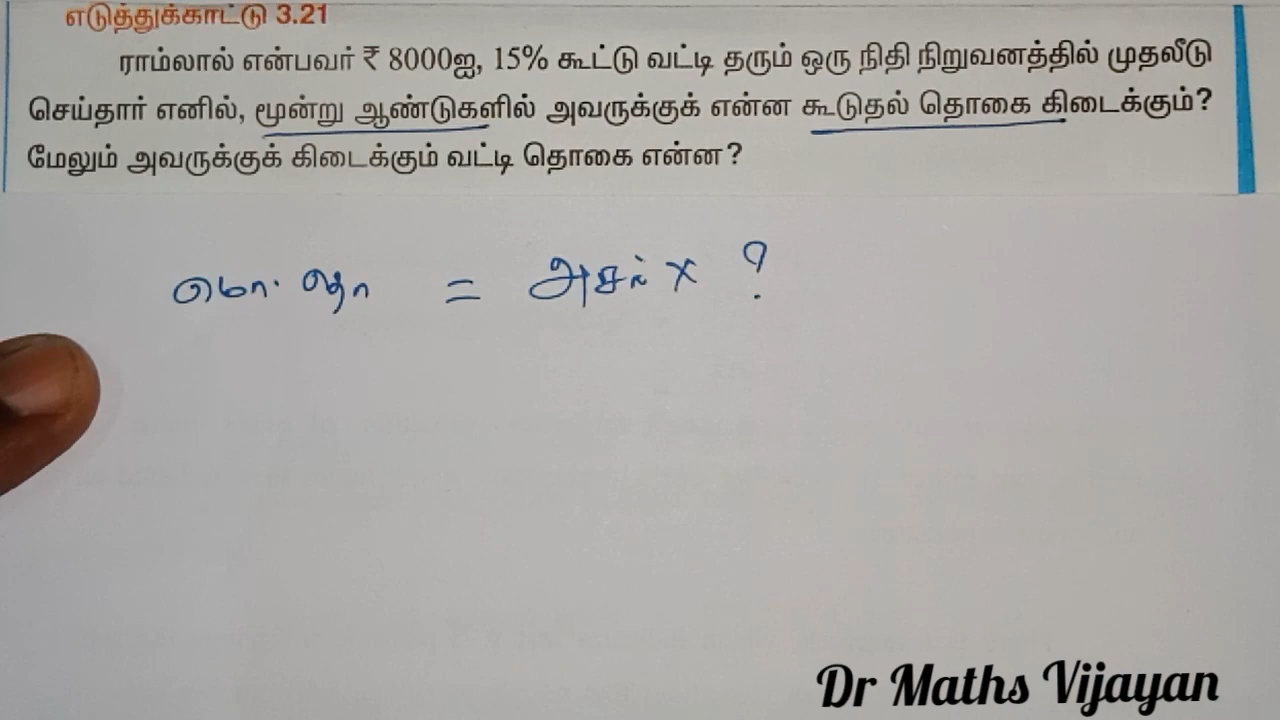 எடுத்துக்காட்டு 3.21
ராம்லால் என்பவர் ₹ 8000ஐ, 15% கூட்டு வட்டி தரும் ஒரு நிதி நிறுவனத்தில் முதலீடு
செய்தார் எனில், மூன்று ஆண்டுகளில் அவருக்குக் என்ன கூடுதல் தொகை கிடைக்கும்?
மேலும் அவருக்குக் கிடைக்கும் வட்டி தொகை என்ன?
= அசல் × ?
Dr Maths Vijayan